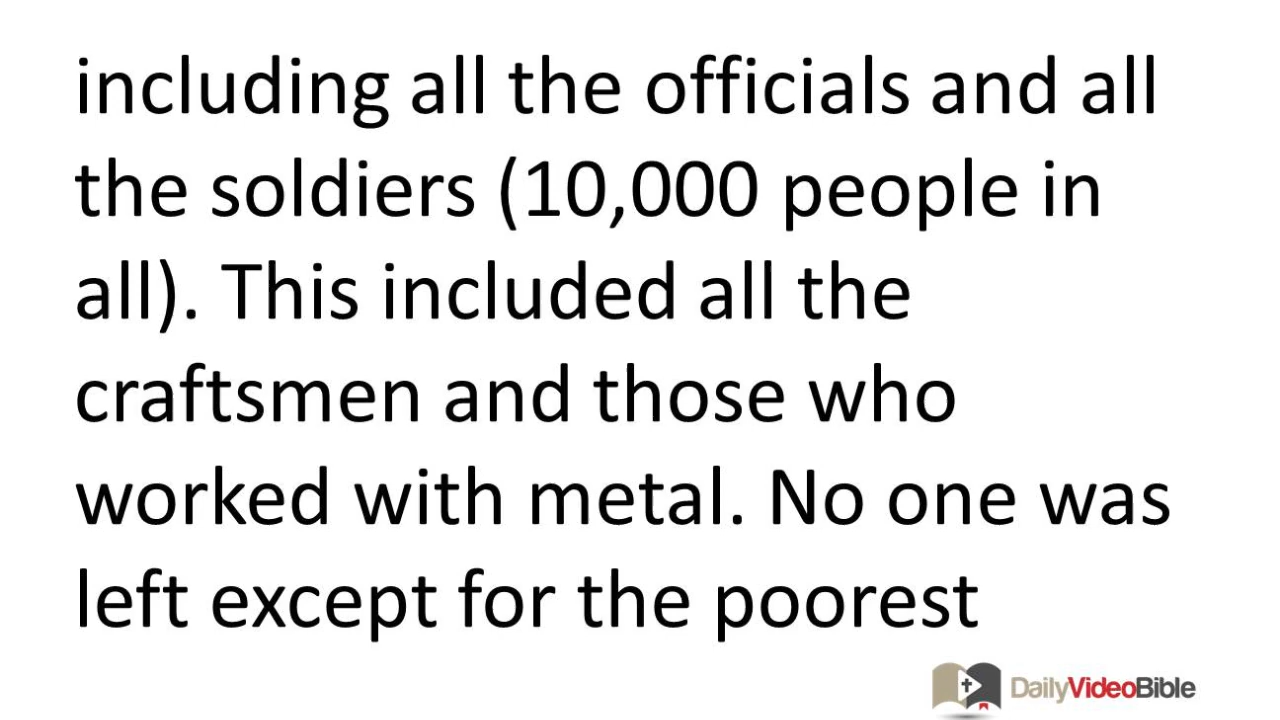 including all the officials and all
the soldiers (10,000 people in
all). This included all the
craftsmen and those who
worked with metal. No one was
left except for the poorest
DailyVideoBible